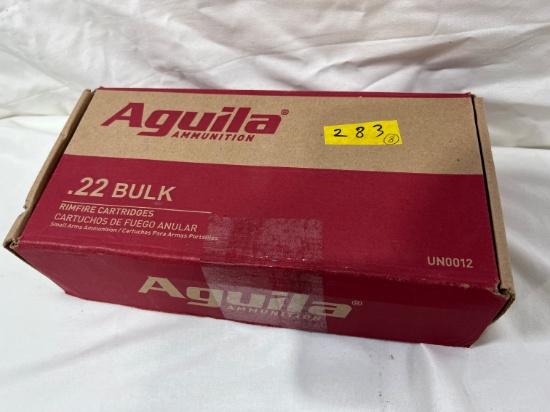 Aguila®
AMMUNITION
283 8
.22 BULK
RIMFIRE CARTRIDGES
CARTUCHOS DE FUEGO ANULAR
Small Arms Ammunition / Cartuchos Para Armas Portatiles
UN0012
Aguila®
AMMUNITION